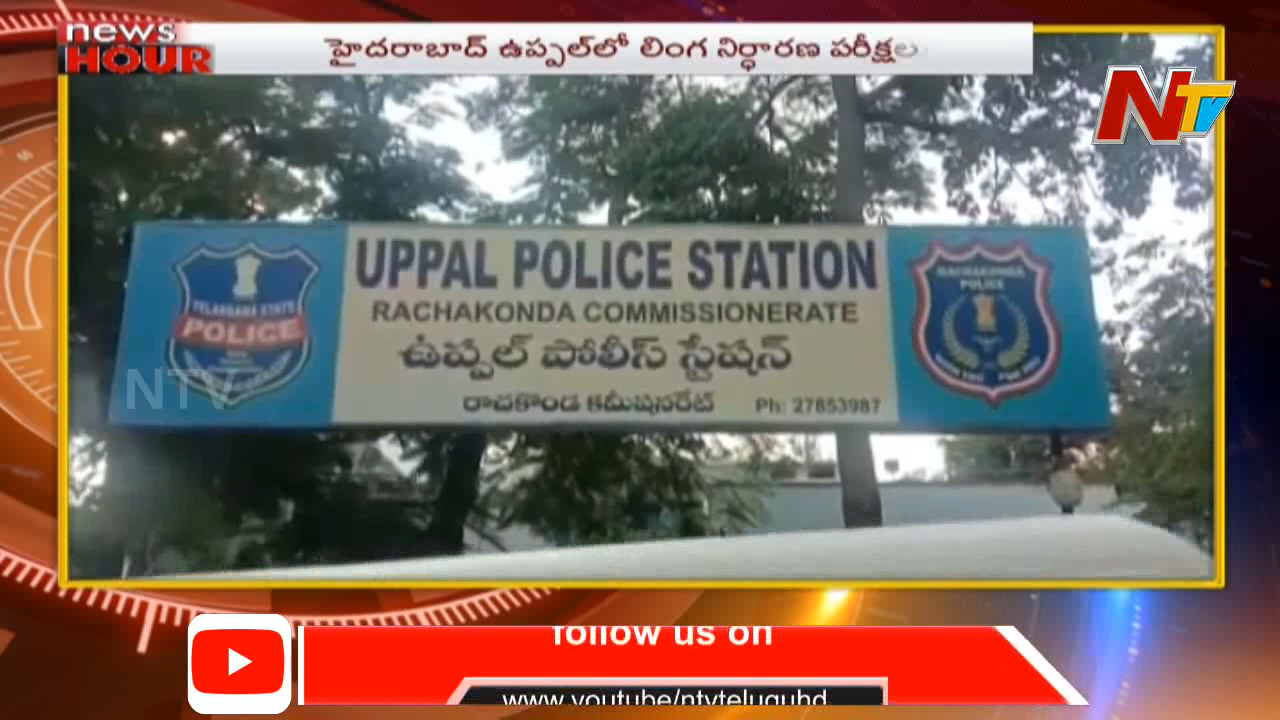 news
HOUR
హైదరాబాద్ ఉప్పల్‌లో లింగ నిర్ధారణ పరీక్షల
NTV
UPPAL POLICE STATION
RACHAKONDA COMMISSIONERATE
ఉప్పల్ పోలీస్ స్టేషన్
రాచకొండ కమీషనరేట్ Ph: 27853987
TELANGANA STATE
POLICE
RACHAKONDA
POLICE
NTV
follow us on
www.youtube/ntvteluguhd